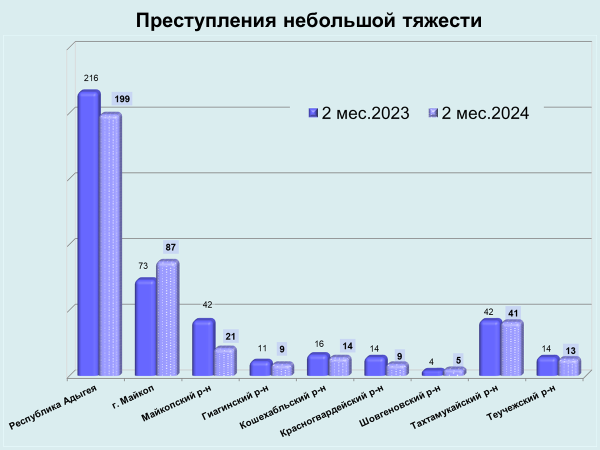 Преступления небольшой тяжести
2 мес.2023
2 мес.2024
216
199
73
87
42
21
11
9
16
14
14
9
4
5
42
41
14
13
Республика Адыгея
г. Майкоп
Майкопский р-н
Гиагинский р-н
Кошехабльский р-н
Красногвардейский р-н
Шовгеновский р-н
Тахтамукайский р-н
Теучежский р-н